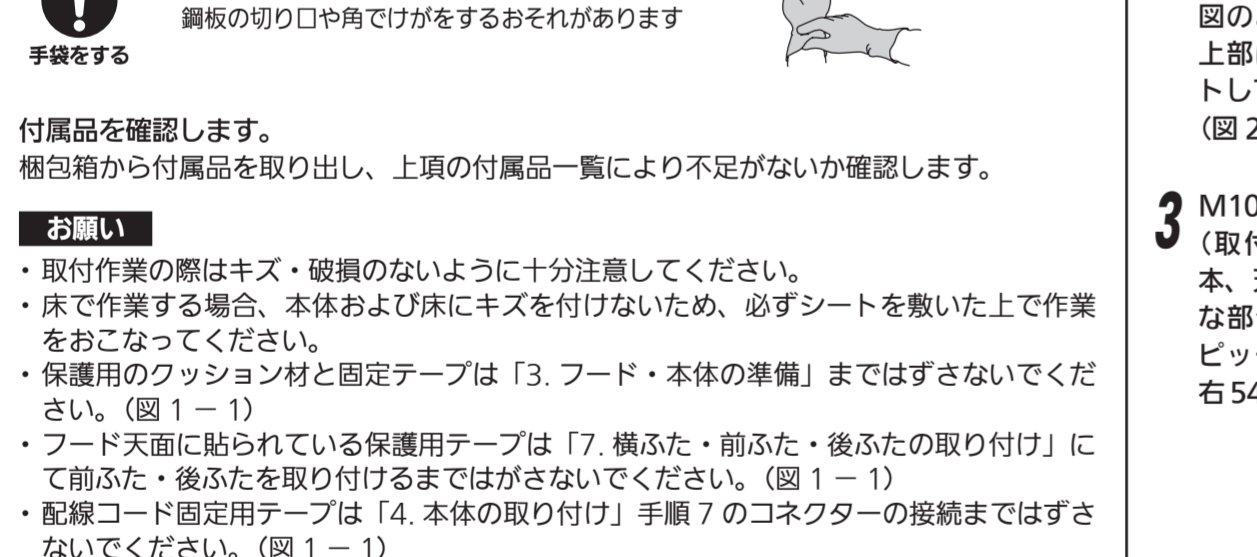 鋼板の切り口や角でけがをするおそれがあります
手袋をする
付属品を確認します。
梱包箱から付属品を取り出し、上項の付属品一覧により不足がないか確認します。
お願い
・取付作業の際はキズ・破損のないように十分注意してください。
・床で作業する場合、本体および床にキズを付けないため、必ずシートを敷いた上で作業
をおこなってください。
・保護用のクッション材と固定テープは「3. フード・本体の準備」まではずさないでくだ
さい。（図 1 － 1）
・フード天面に貼られている保護用テープは「7. 横ふた・前ふた・後ふたの取り付け」に
て前ふた・後ふたを取り付けるまではがさないでください。（図 1 － 1）
・配線コード固定用テープは「4. 本体の取り付け」手順 7 のコネクターの接続まではずさ
ないでください。（図 1 － 1）
図の
上部
トし
（図 2
3 M10
（取付
本、
な部
ピッ
右54